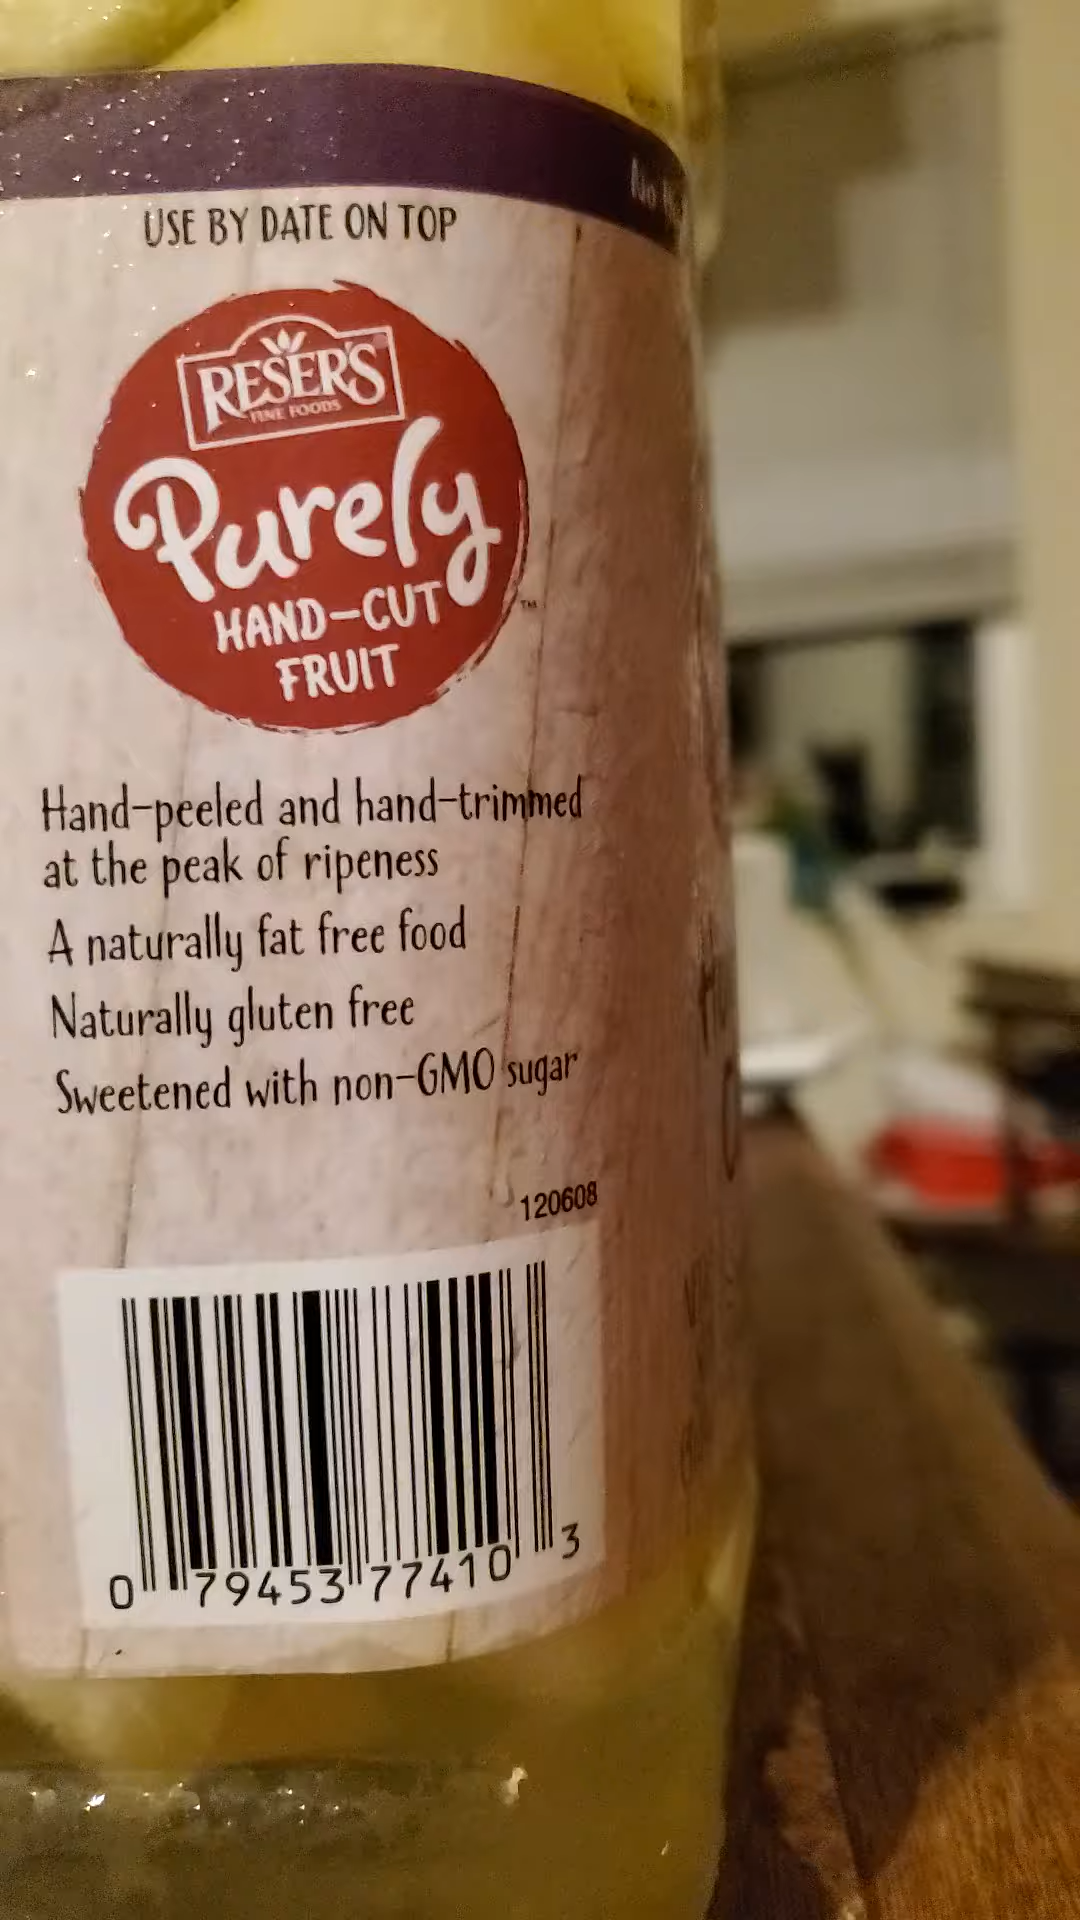 USE BY DATE ON TOP
RESER'S
FINE FOODS
Purely
HAND-CUT
FRUIT
TM
Hand-peeled and hand-trimmed
at the peak of ripeness
A naturally fat free food
Naturally gluten free
Sweetened with non-GMO sugar
120608
0 79453 77410 3